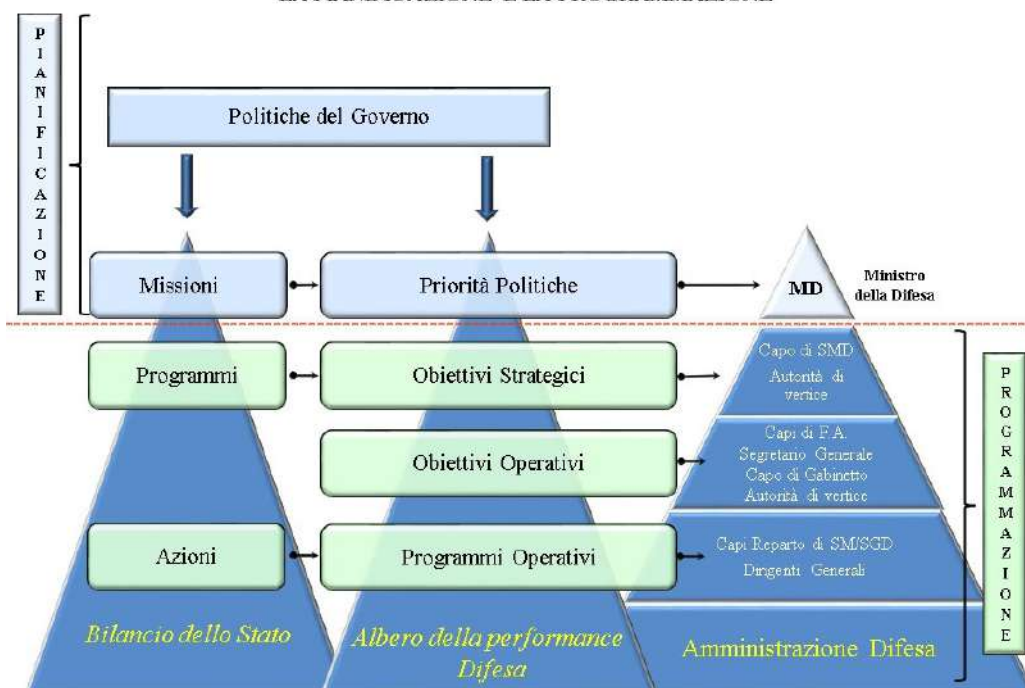 PIANIFICAZIONE
Politiche del Governo
Missioni
Priorità Politiche
MD
Ministro
della Difesa
Programmi
Obiettivi Strategici
Capo di SMD
Autorità di
vertice
Obiettivi Operativi
Capi di F.A.
Segretario Generale
Capo di Gabinetto
Autorità di vertice
Azioni
Programmi Operativi
Capi Reparto di SM/SGD
Dirigenti Generali
PROGRAMMAZIONE
Bilancio dello Stato
Albero della performance
Difesa
Amministrazione Difesa